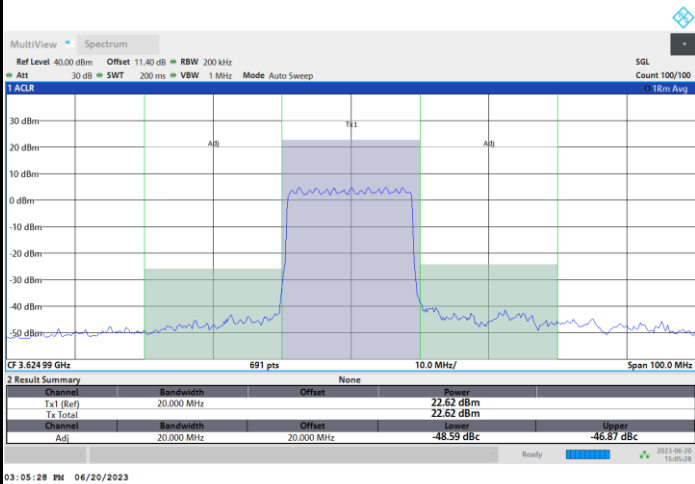 MultiView Spectrum
Ref Level 40.00 dBm Offset 11.40 dB RBW 200 kHz SGL
Att 30 dB SWT 200 ms VBW 1 MHz Mode Auto Sweep Count 100/100
1 ACLR 1Rm Avg
Tx1
30 dBm
Adj Adj
20 dBm
10 dBm
0 dBm
-10 dBm
-20 dBm
-30 dBm
-40 dBm
-50 dBm
CF 3.624 99 GHz 691 pts 10.0 MHz/ Span 100.0 MHz
2 Result Summary None
Channel Bandwidth Offset Power
Tx1 (Ref) 20.000 MHz 22.62 dBm
Tx Total 22.62 dBm
Channel Bandwidth Offset Lower Upper
Adj 20.000 MHz 20.000 MHz -48.59 dBc -46.87 dBc
Ready 2023-06-20
15:05:28
03:05:28 PM 06/20/2023